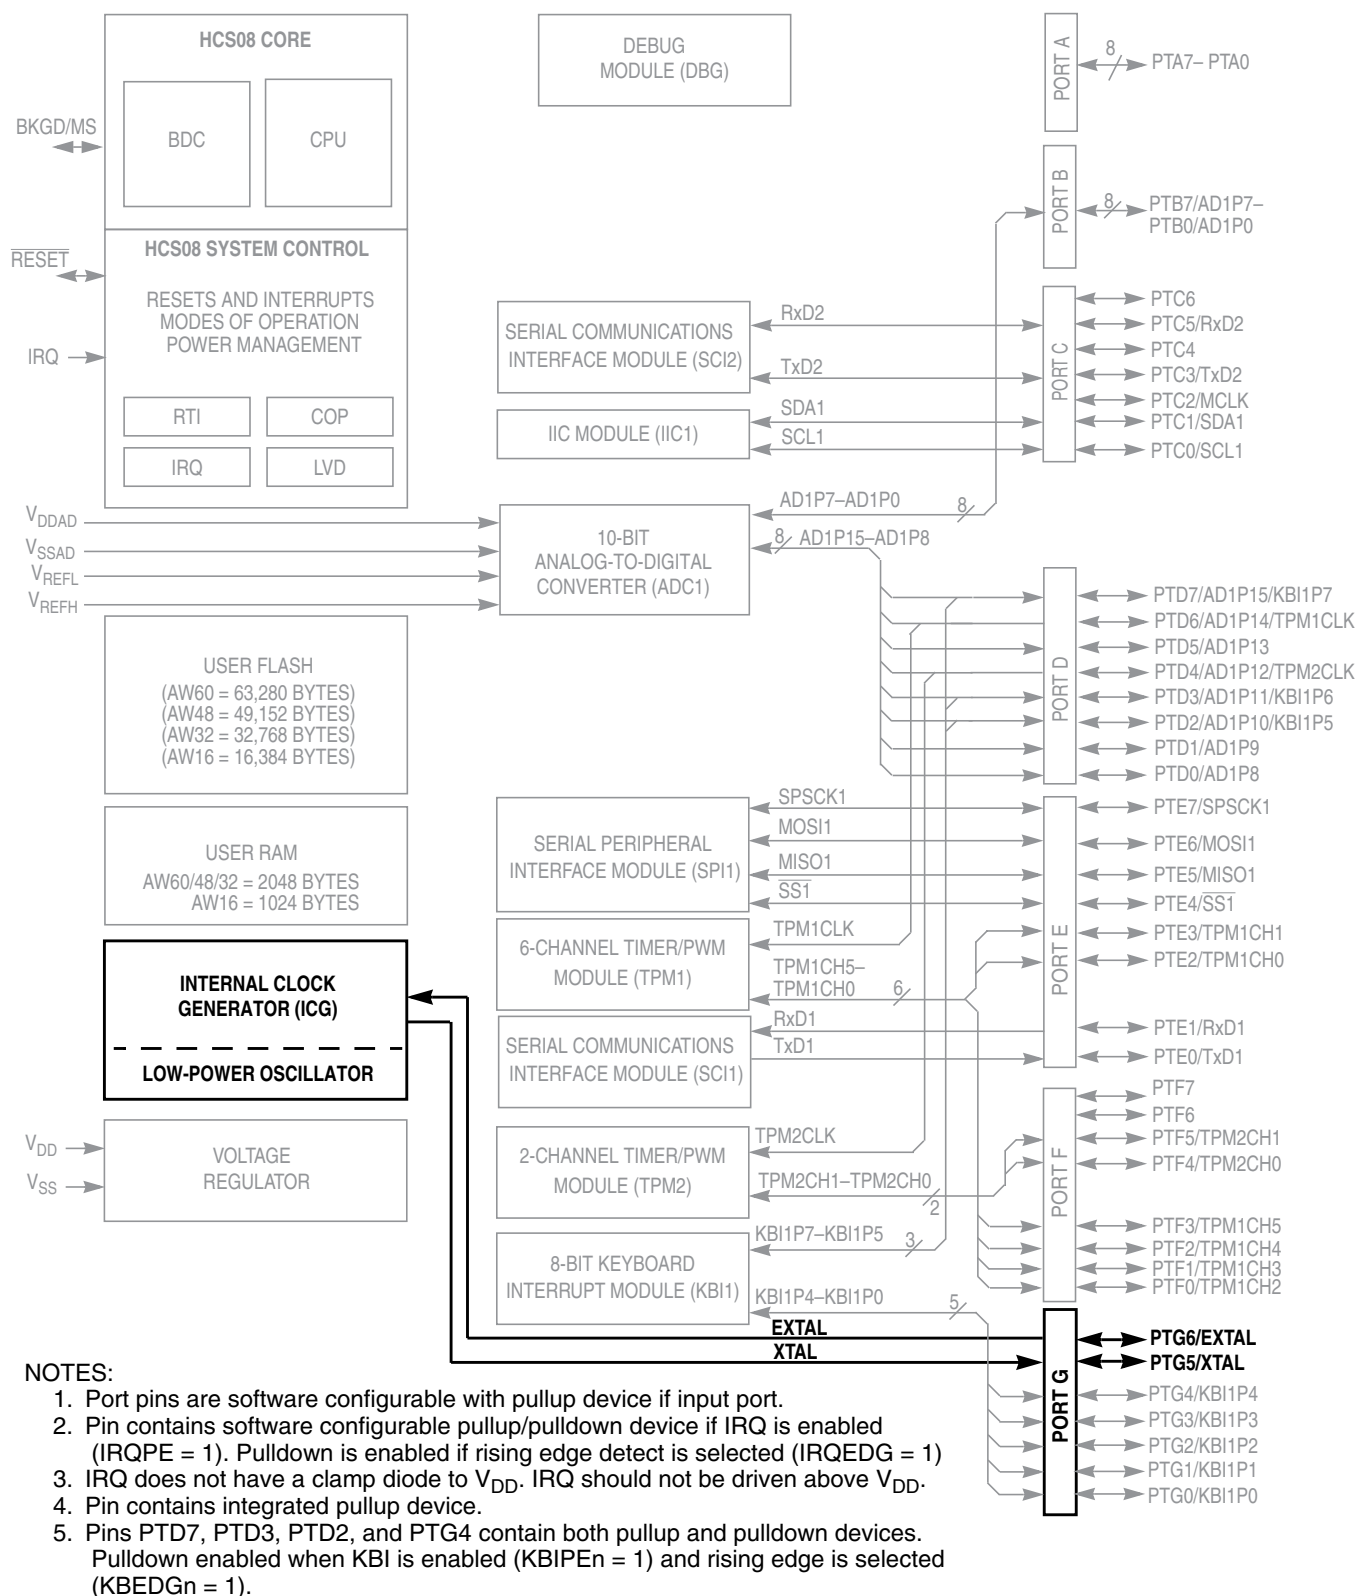 HCS08 CORE
BDC
CPU
BKGD/MS
HCS08 SYSTEM CONTROL
RESET
RESETS AND INTERRUPTS
MODES OF OPERATION
POWER MANAGEMENT
IRQ
RTI
COP
IRQ
LVD
VDDAD
VSSAD
VREFL
VREFH
USER FLASH
(AW60 = 63,280 BYTES)
(AW48 = 49,152 BYTES)
(AW32 = 32,768 BYTES)
(AW16 = 16,384 BYTES)
USER RAM
AW60/48/32 = 2048 BYTES
AW16 = 1024 BYTES
INTERNAL CLOCK
GENERATOR (ICG)
LOW-POWER OSCILLATOR
VDD
VSS
VOLTAGE
REGULATOR
DEBUG
MODULE (DBG)
SERIAL COMMUNICATIONS
INTERFACE MODULE (SCI2)
RxD2
TxD2
IIC MODULE (IIC1)
SDA1
SCL1
10-BIT
ANALOG-TO-DIGITAL
CONVERTER (ADC1)
AD1P7–AD1P0
8
8
AD1P15–AD1P8
SERIAL PERIPHERAL
INTERFACE MODULE (SPI1)
SPSCK1
MOSI1
MISO1
SS1
6-CHANNEL TIMER/PWM
MODULE (TPM1)
TPM1CLK
TPM1CH5–
TPM1CH0
6
SERIAL COMMUNICATIONS
INTERFACE MODULE (SCI1)
RxD1
TxD1
2-CHANNEL TIMER/PWM
MODULE (TPM2)
TPM2CLK
TPM2CH1–TPM2CH0
2
8-BIT KEYBOARD
INTERRUPT MODULE (KBI1)
KBI1P7–KBI1P5
3
KBI1P4–KBI1P0
5
EXTAL
XTAL
PORT A
8
PTA7– PTA0
PORT B
8
PTB7/AD1P7–
PTB0/AD1P0
PORT C
PTC6
PTC5/RxD2
PTC4
PTC3/TxD2
PTC2/MCLK
PTC1/SDA1
PTC0/SCL1
PORT D
PTD7/AD1P15/KBI1P7
PTD6/AD1P14/TPM1CLK
PTD5/AD1P13
PTD4/AD1P12/TPM2CLK
PTD3/AD1P11/KBI1P6
PTD2/AD1P10/KBI1P5
PTD1/AD1P9
PTD0/AD1P8
PORT E
PTE7/SPSCK1
PTE6/MOSI1
PTE5/MISO1
PTE4/SS1
PTE3/TPM1CH1
PTE2/TPM1CH0
PTE1/RxD1
PTE0/TxD1
PORT F
PTF7
PTF6
PTF5/TPM2CH1
PTF4/TPM2CH0
PTF3/TPM1CH5
PTF2/TPM1CH4
PTF1/TPM1CH3
PTF0/TPM1CH2
PORT G
PTG6/EXTAL
PTG5/XTAL
PTG4/KBI1P4
PTG3/KBI1P3
PTG2/KBI1P2
PTG1/KBI1P1
PTG0/KBI1P0
NOTES:
1. Port pins are software configurable with pullup device if input port.
2. Pin contains software configurable pullup/pulldown device if IRQ is enabled
(IRQPE = 1). Pulldown is enabled if rising edge detect is selected (IRQEDG = 1)
3. IRQ does not have a clamp diode to VDD. IRQ should not be driven above VDD.
4. Pin contains integrated pullup device.
5. Pins PTD7, PTD3, PTD2, and PTG4 contain both pullup and pulldown devices.
Pulldown enabled when KBI is enabled (KBIPEn = 1) and rising edge is selected
(KBEDGn = 1).